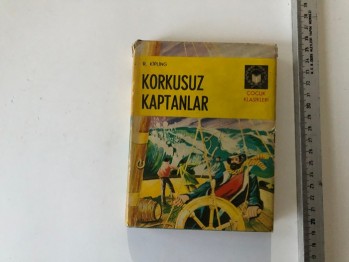 R. KİPLİNG
KORKUSUZ
KAPTANLAR
ÇOCUK
KLASİKLERİ